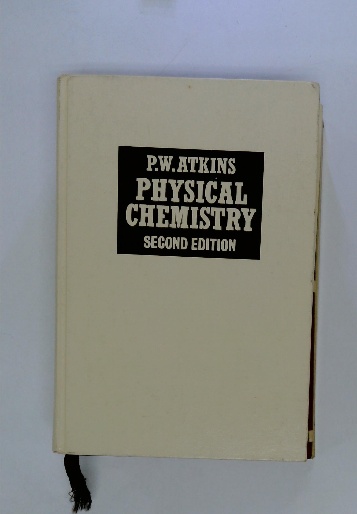 P.W.ATKINS
PHYSICAL
CHEMISTRY
SECOND EDITION